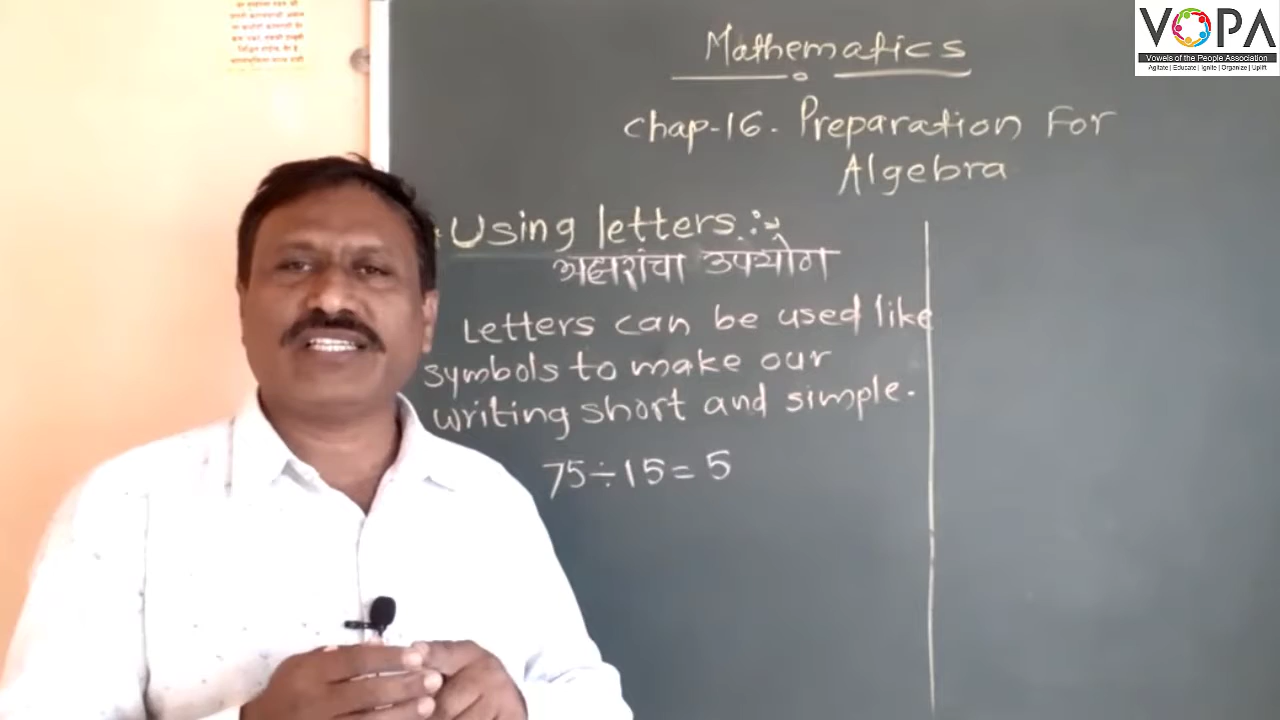 VOPA
Vowels of the People Association
Agitate | Educate | Ignite | Organize | Uplift
Mathematics
Chap-16. Preparation For
Algebra
Using letters :-
अक्षरांचा उपयोग
Letters can be used like
symbols to make our
writing short and simple.
75÷15=5